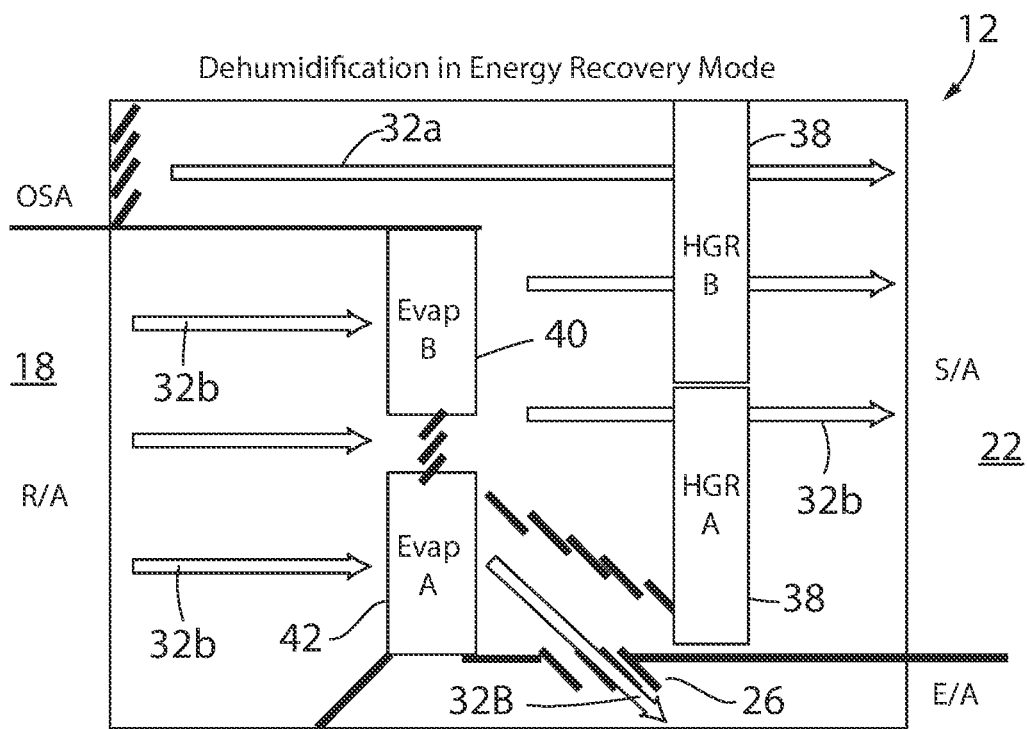 12
Dehumidification in Energy Recovery Mode
32a
38
OSA
HGR
B
Evap
B
40
18
32b
S/A
22
R/A
HGR
A
32b
Evap
A
42
32b
38
32B
26
E/A